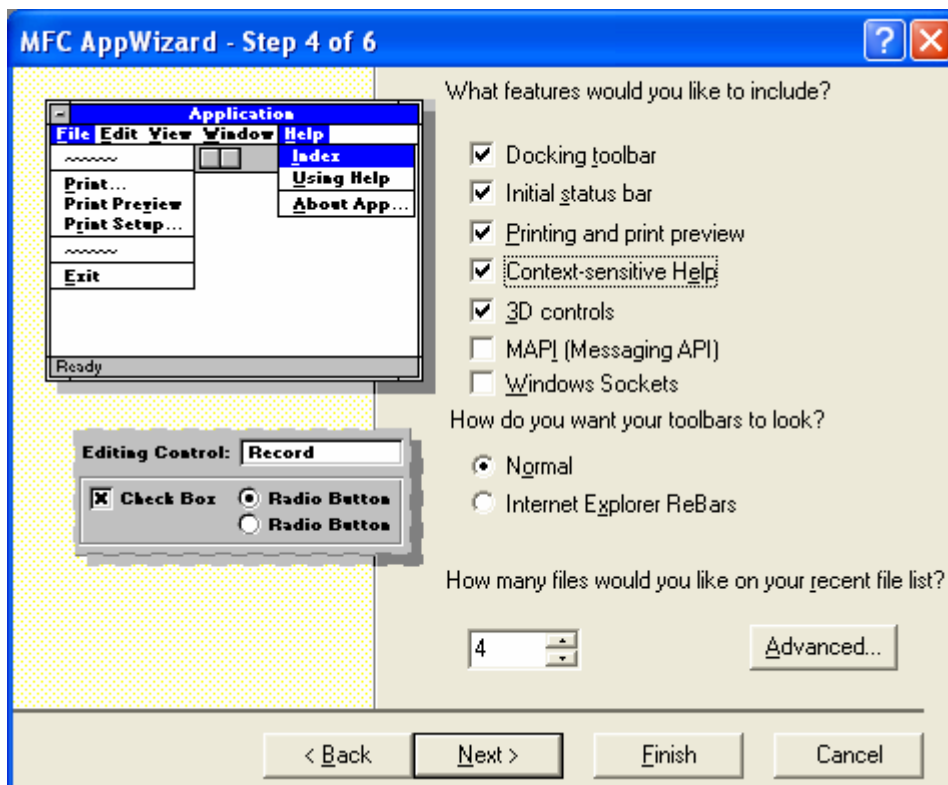 MFC AppWizard - Step 4 of 6
Application
File Edit View Window Help
Print...
Print Preview
Print Setup...
Exit
Index
Using Help
About App...
Ready
Editing Control: Record
Check Box
Radio Button
Radio Button
What features would you like to include?
Docking toolbar
Initial status bar
Printing and print preview
Context-sensitive Help
3D controls
MAPI (Messaging API)
Windows Sockets
How do you want your toolbars to look?
Normal
Internet Explorer ReBars
How many files would you like on your recent file list?
4
Advanced...
< Back Next > Finish Cancel